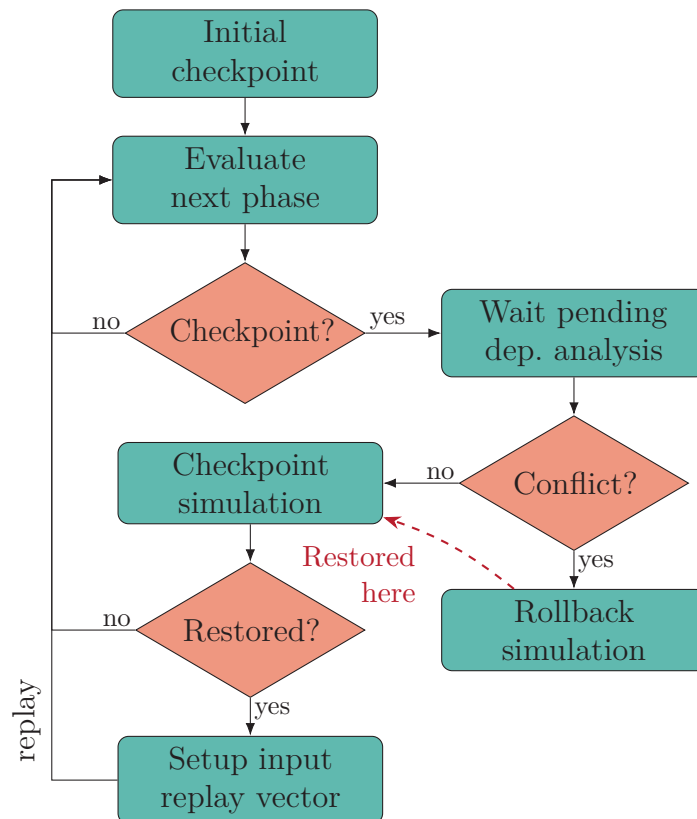 Initial
checkpoint
Evaluate
next phase
Checkpoint?
no
yes
Wait pending
dep. analysis
Conflict?
no
yes
Checkpoint
simulation
Restored
here
Rollback
simulation
Restored?
no
yes
replay
Setup input
replay vector